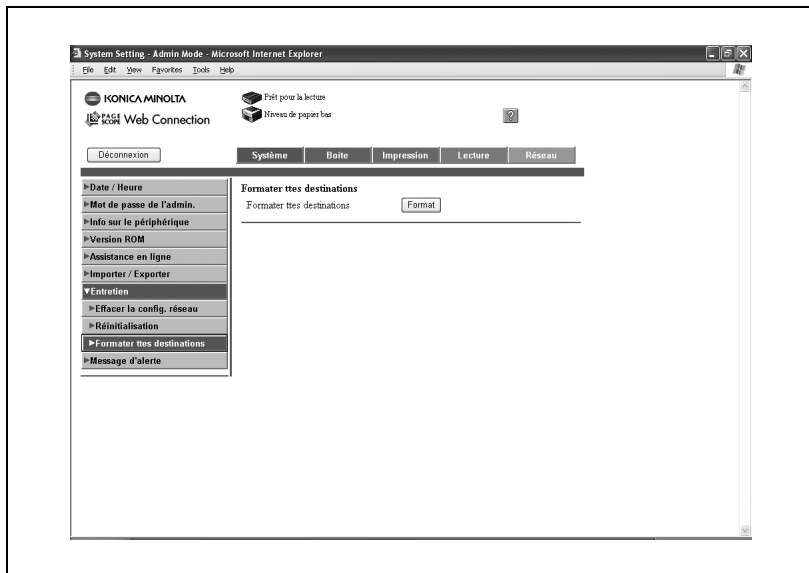 System Setting - Admin Mode - Microsoft Internet Explorer
File Edit View Favorites Tools Help
KONICA MINOLTA
PAGE SCOPE Web Connection
Prêt pour la lecture
Niveau de papier bas
?
Déconnexion
Système Boîte Impression Lecture Réseau
Date / Heure
Mot de passe de l'admin.
Info sur le périphérique
Version ROM
Assistance en ligne
Importer / Exporter
Entretien
Effacer la config. réseau
Réinitialisation
Formater ttes destinations
Message d'alerte
Formater ttes destinations
Formater ttes destinations Format